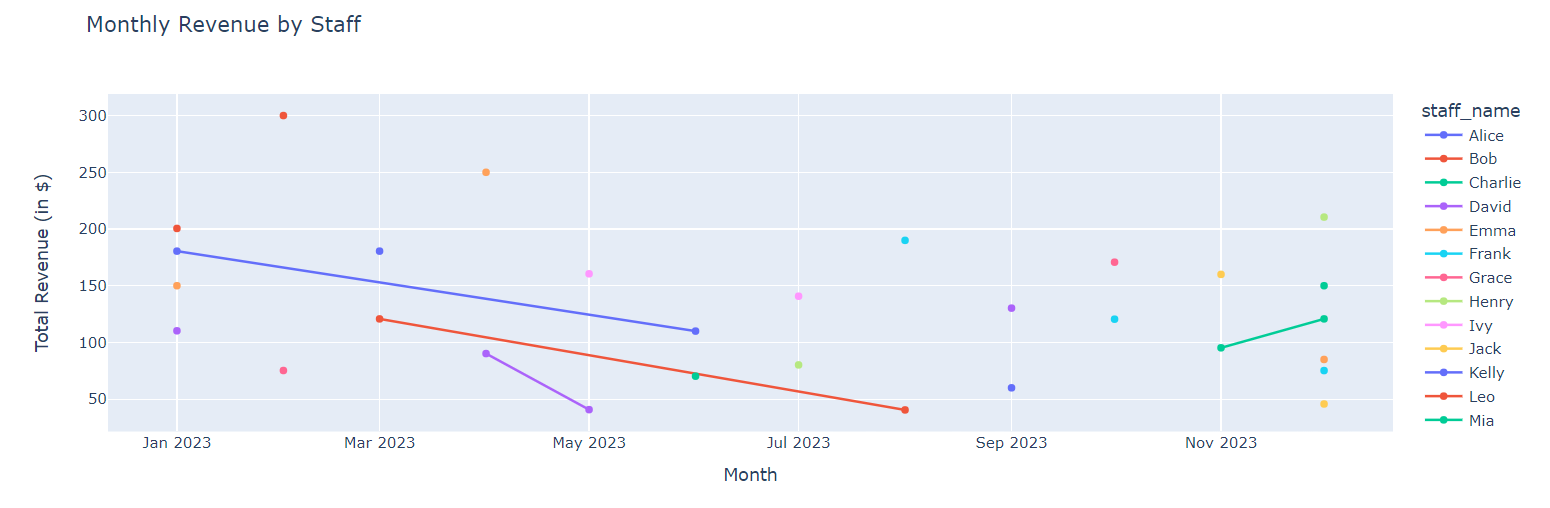 Monthly Revenue by Staff
300
250
200
150
100
50
Total Revenue (in $)
Jan 2023
Mar 2023
May 2023
Jul 2023
Sep 2023
Nov 2023
Month
staff_name
Alice
Bob
Charlie
David
Emma
Frank
Grace
Henry
Ivy
Jack
Kelly
Leo
Mia